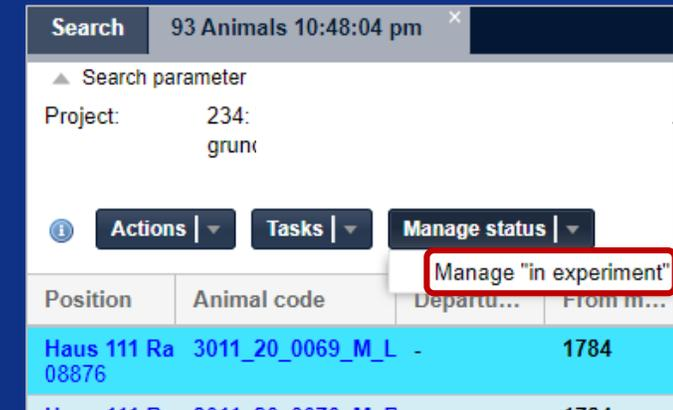 Search 93 Animals 10:48:04 pm
Search parameter
Project: 234:
Actions Tasks Manage status
Manage "in experiment"
Position Animal code Departu... From m...
Haus 111 Ra 3011_20_0069_M_L - 1784
08876